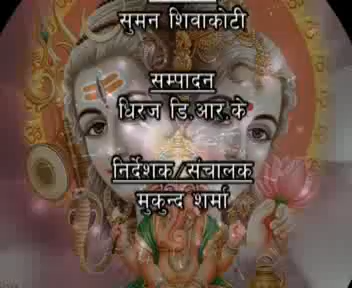 सुमन शिवाकोटी
सम्पादन
धिरज डि.आर.के
निर्देशक/संचालक
मुकुन्द शर्मा